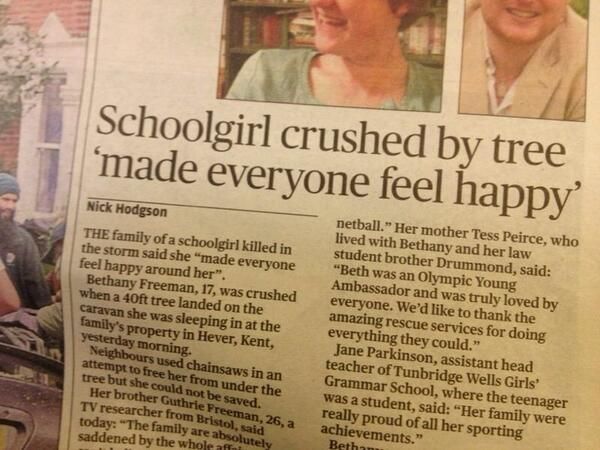 Schoolgirl crushed by tree
‘made everyone feel happy’
Nick Hodgson
THE family of a schoolgirl killed in
the storm said she “made everyone
feel happy around her”.
Bethany Freeman, 17, was crushed
when a 40ft tree landed on the
caravan she was sleeping in at the
family’s property in Hever, Kent,
yesterday morning.
Neighbours used chainsaws in an
attempt to free her from under the
tree but she could not be saved.
Her brother Guthrie Freeman, 26, a
TV researcher from Bristol, said
today: “The family are absolutely
saddened by the whole
netball.” Her mother Tess Peirce, who
lived with Bethany and her law
student brother Drummond, said:
“Beth was an Olympic Young
Ambassador and was truly loved by
everyone. We’d like to thank the
amazing rescue services for doing
everything they could.”
Jane Parkinson, assistant head
teacher of Tunbridge Wells Girls’
Grammar School, where the teenager
was a student, said: “Her family were
really proud of all her sporting
achievements.”